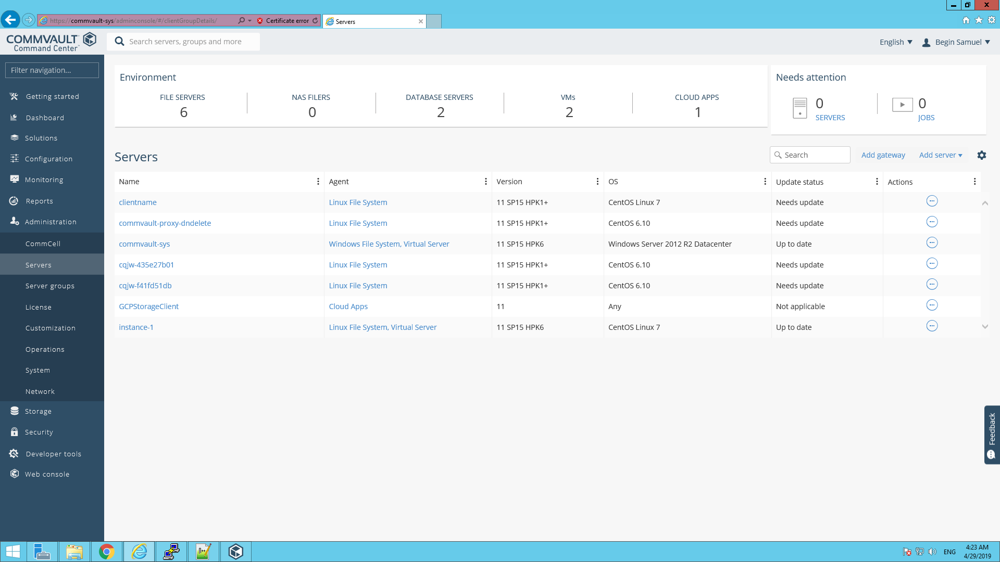 https://commvault-sys/adminconsole/#/clientGroupDetails/ Certificate error Servers
COMMVAULT
Command Center™
Search servers, groups and more
English Begin Samuel
Filter navigation...
Getting started
Dashboard
Solutions
Configuration
Monitoring
Reports
Administration
CommCell
Servers
Server groups
License
Customization
Operations
System
Network
Storage
Security
Developer tools
Web console
Environment
FILE SERVERS NAS FILERS DATABASE SERVERS VMs CLOUD APPS
6 0 2 2 1
Needs attention
0 0
SERVERS JOBS
Servers
Search Add gateway Add server
Name Agent Version OS Update status Actions
clientname Linux File System 11 SP15 HPK1+ CentOS Linux 7 Needs update
commvault-proxy-dndelete Linux File System 11 SP15 HPK1+ CentOS 6.10 Needs update
commvault-sys Windows File System, Virtual Server 11 SP15 HPK6 Windows Server 2012 R2 Datacenter Up to date
cqjw-435e27b01 Linux File System 11 SP15 HPK1+ CentOS 6.10 Needs update
cqjw-f41fd51db Linux File System 11 SP15 HPK1+ CentOS 6.10 Needs update
GCPStorageClient Cloud Apps 11 Any Not applicable
instance-1 Linux File System, Virtual Server 11 SP15 HPK6 CentOS Linux 7 Up to date
Feedback
ENG
4:23 AM
4/29/2019